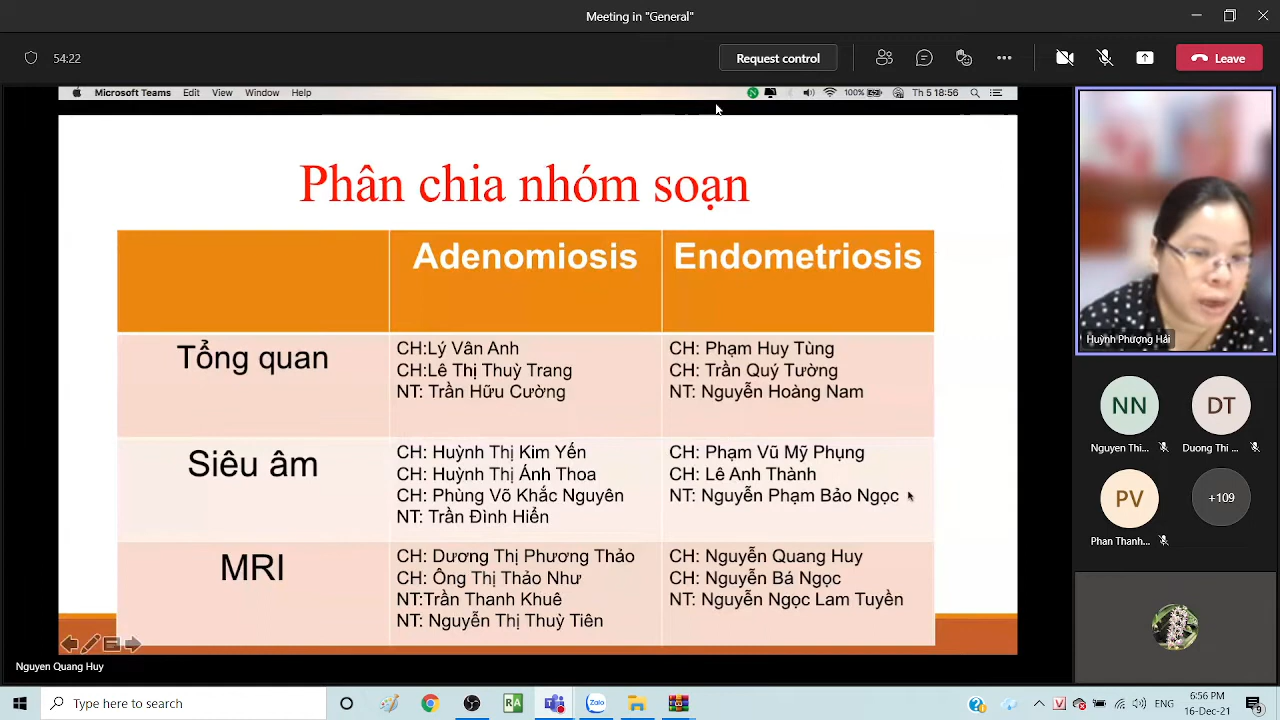 Meeting in "General"
54:22
Request control
Leave
Microsoft Teams Edit View Window Help
100% Th 5 18:56
Phân chia nhóm soạn
Adenomiosis
Endometriosis
Tổng quan
CH:Lý Vân Anh
CH:Lê Thị Thuỳ Trang
NT: Trần Hữu Cường
CH: Phạm Huy Tùng
CH: Trần Quý Tường
NT: Nguyễn Hoàng Nam
Siêu âm
CH: Huỳnh Thị Kim Yến
CH: Huỳnh Thị Ánh Thoa
CH: Phùng Võ Khắc Nguyên
NT: Trần Đình Hiển
CH: Phạm Vũ Mỹ Phụng
CH: Lê Anh Thành
NT: Nguyễn Phạm Bảo Ngọc
MRI
CH: Dương Thị Phương Thảo
CH: Ông Thị Thảo Như
NT:Trần Thanh Khuê
NT: Nguyễn Thị Thuỳ Tiên
CH: Nguyễn Quang Huy
CH: Nguyễn Bá Ngọc
NT: Nguyễn Ngọc Lam Tuyền
Nguyen Quang Huy
Huỳnh Phượng Hải
NN
DT
Nguyen Thi...
Duong Thi ...
PV
+109
Phan Thanh...
Type here to search
RA
Zalo
V
ENG
6:56 PM
16-Dec-21
9